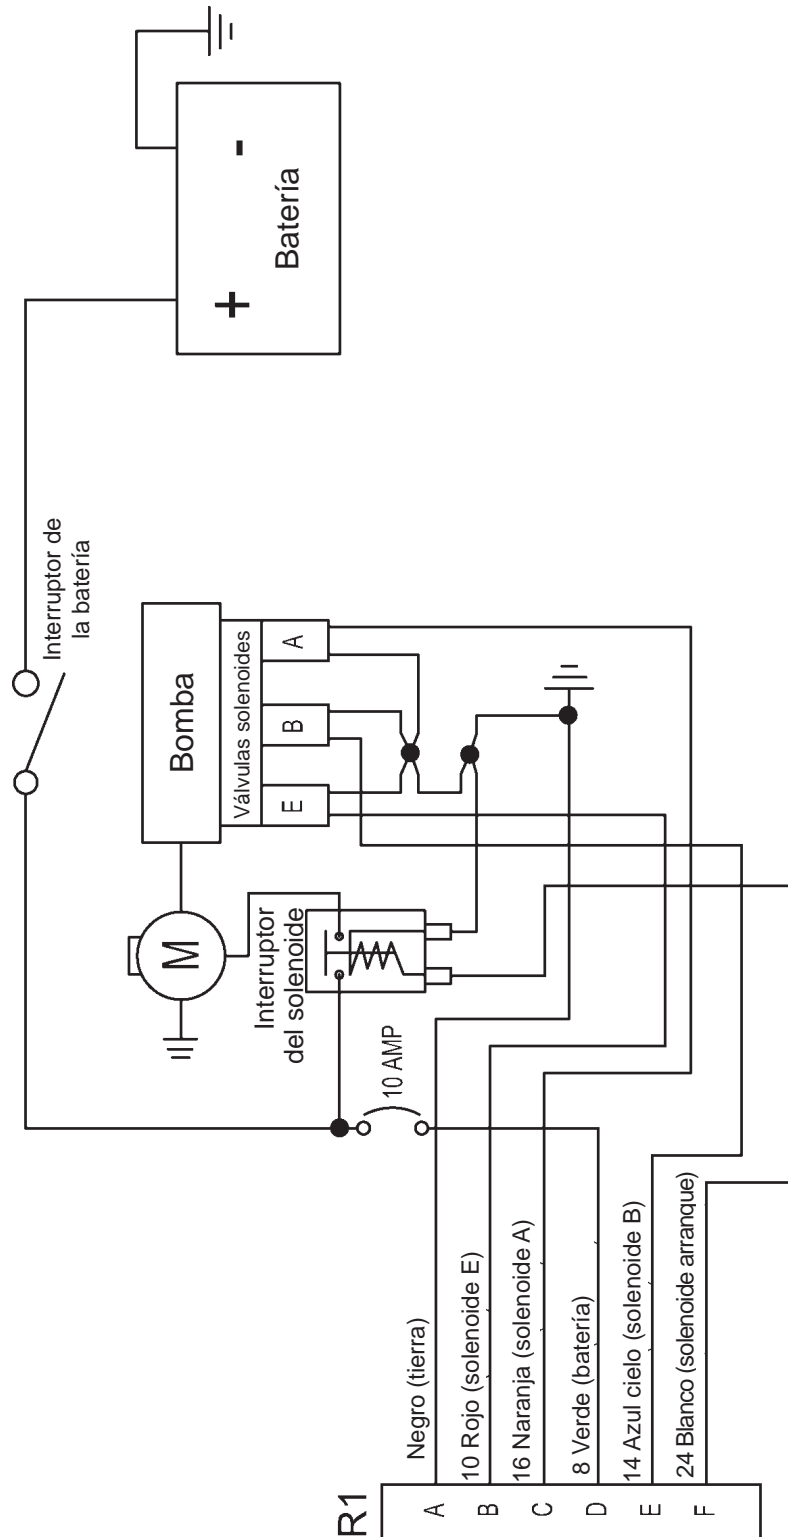 -
+
Batería
Interruptor de
la batería
Bomba
Válvulas solenoides
E
B
A
M
Interruptor
del solenoide
10 AMP
R1
A
Negro (tierra)
B
10 Rojo (solenoide E)
C
16 Naranja (solenoide A)
D
8 Verde (batería)
E
14 Azul cielo (solenoide B)
F
24 Blanco (solenoide arranque)